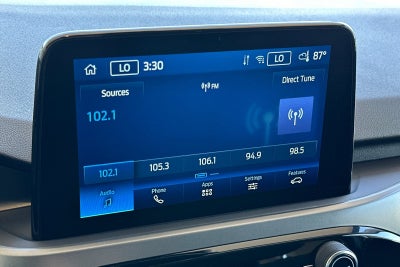 LO 3:30 LO 87°
Sources FM Direct Tune
102.1
102.1 105.3 106.1 94.9 98.5
Audio Phone Apps Settings Features